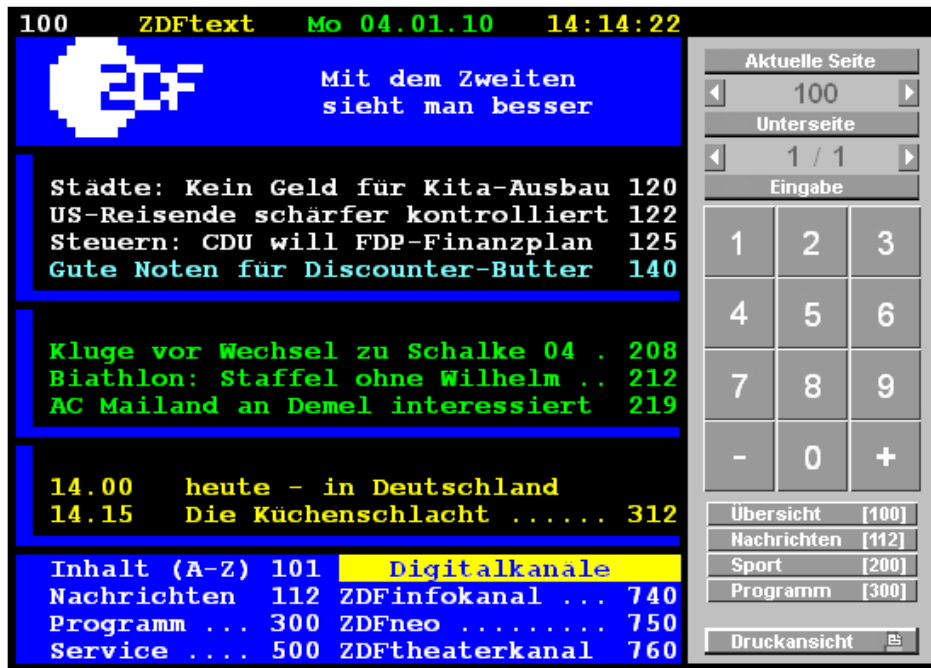 100 ZDFtext Mo 04.01.10 14:14:22
ZDF
Mit dem Zweiten
sieht man besser
Städte: Kein Geld für Kita-Ausbau 120
US-Reisende schärfer kontrolliert 122
Steuern: CDU will FDP-Finanzplan 125
Gute Noten für Discounter-Butter 140
Kluge vor Wechsel zu Schalke 04 . 208
Biathlon: Staffel ohne Wilhelm .. 212
AC Mailand an Demel interessiert 219
14.00 heute - in Deutschland
14.15 Die Küchenschlacht ...... 312
Inhalt (A-Z) 101 Digitalkanäle
Nachrichten 112 ZDFinfokanal ... 740
Programm ... 300 ZDFneo ......... 750
Service .... 500 ZDFtheaterkanal 760
Aktuelle Seite
100
Unterseite
1 / 1
Eingabe
1 2 3
4 5 6
7 8 9
- 0 +
Übersicht [100]
Nachrichten [112]
Sport [200]
Programm [300]
Druckansicht